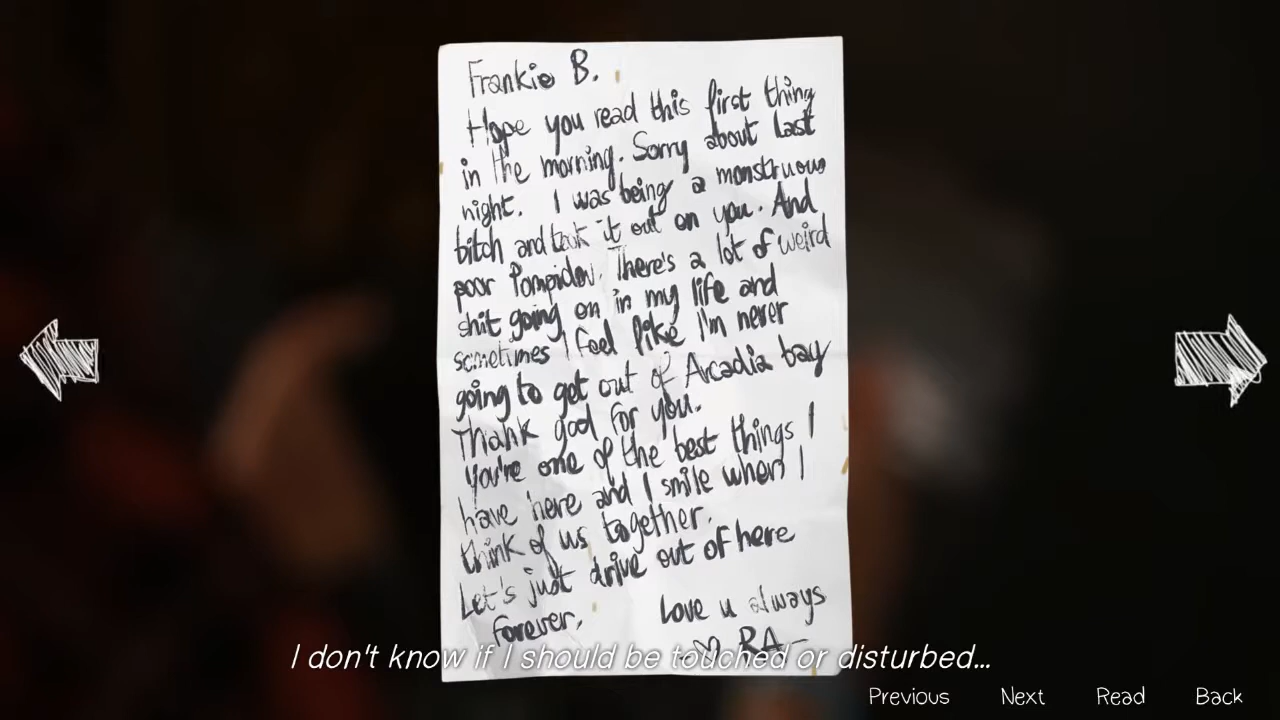 Frankie B.
Hope you read this first thing
in the morning. Sorry about last
night. I was being a monstruous
bitch and took it out on you. And
poor Pompidou. There's a lot of weird
shit going on in my life and
sometimes I feel like I'm never
going to get out of Arcadia bay
Thank god for you.
You're one of the best things I
have here and I smile when I
think of us together.
Let's just drive out of here
forever.
Love u always
-♡ RA-
I don't know if I should be touched or disturbed...
Previous Next Read Back